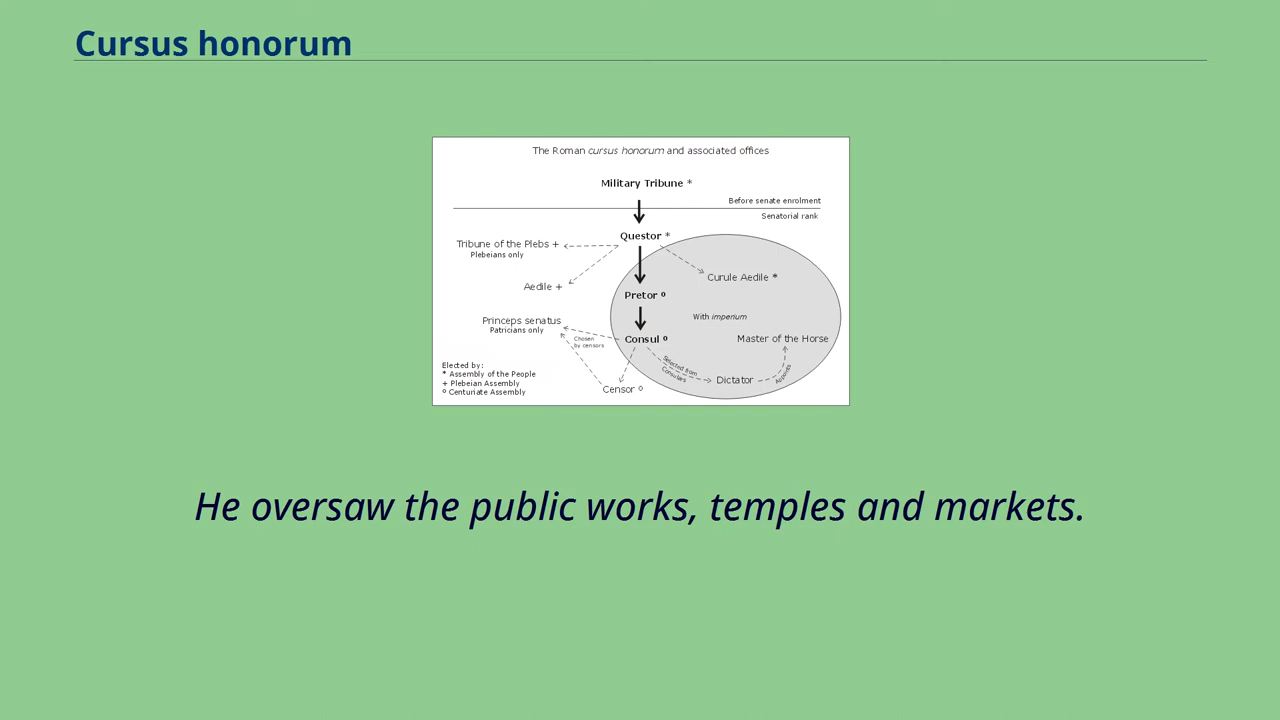 Cursus honorum
The Roman cursus honorum and associated offices
Military Tribune *
Before senate enrolment
Senatorial rank
Questor *
Tribune of the Plebs +
Plebeians only
Curule Aedile *
Aedile +
Pretor º
With imperium
Princeps senatus
Patricians only
Chosen
by censors
Consul º
Master of the Horse
Selected from
Consulars
Dictator
Appoints
Censor º
Elected by:
* Assembly of the People
+ Plebeian Assembly
º Centuriate Assembly
He oversaw the public works, temples and markets.